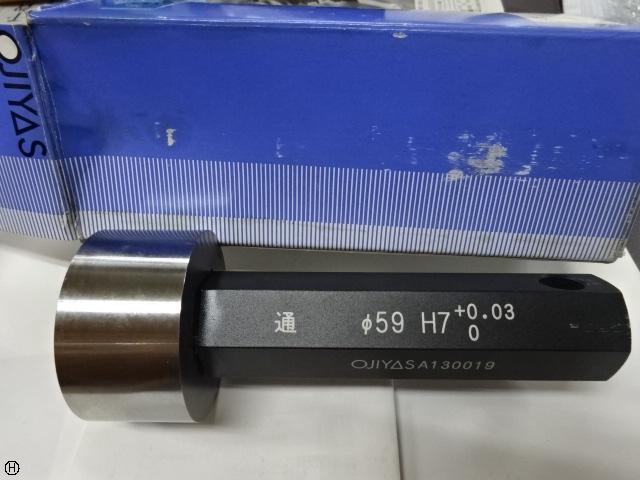 OJIYAS
通 φ59 H7 +0.03
0
OJIYAS A130019
H